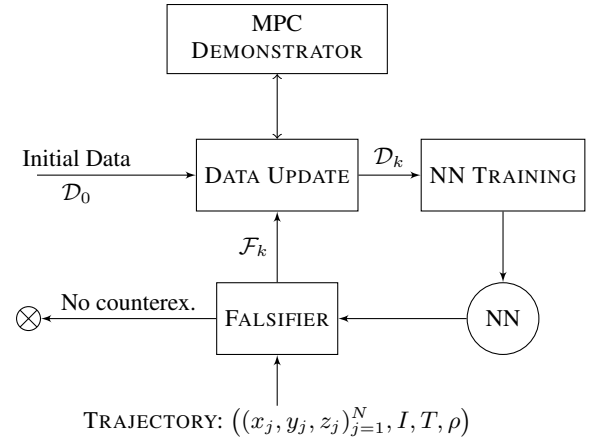 MPC
DEMONSTRATOR
Initial Data
𝒟₀
DATA UPDATE
𝒟ₖ
NN TRAINING
ℱₖ
No counterex.
FALSIFIER
NN
TRAJECTORY: ((xⱼ, yⱼ, zⱼ)ᴺⱼ₌₁, I, T, ρ)